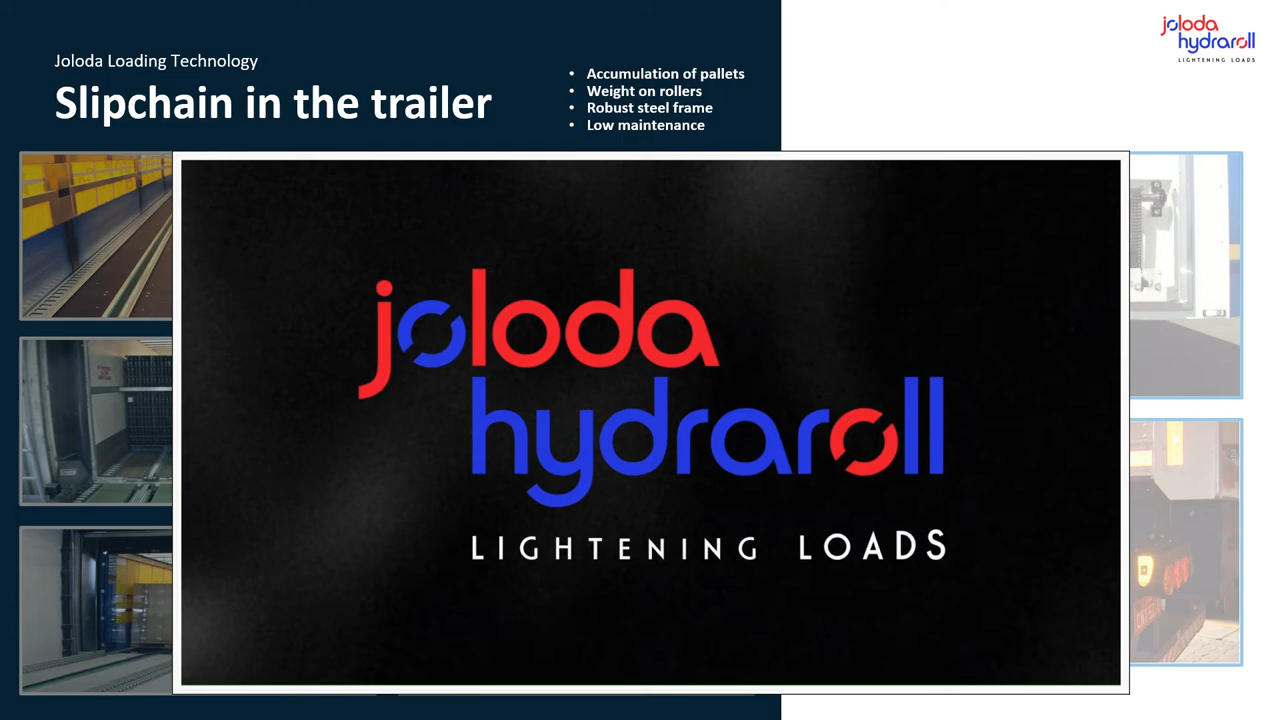 Joloda Loading Technology
Slipchain in the trailer
• Accumulation of pallets
• Weight on rollers
• Robust steel frame
• Low maintenance
joloda
hydraroll
LIGHTENING LOADS
joloda
hydraroll
LIGHTENING LOADS